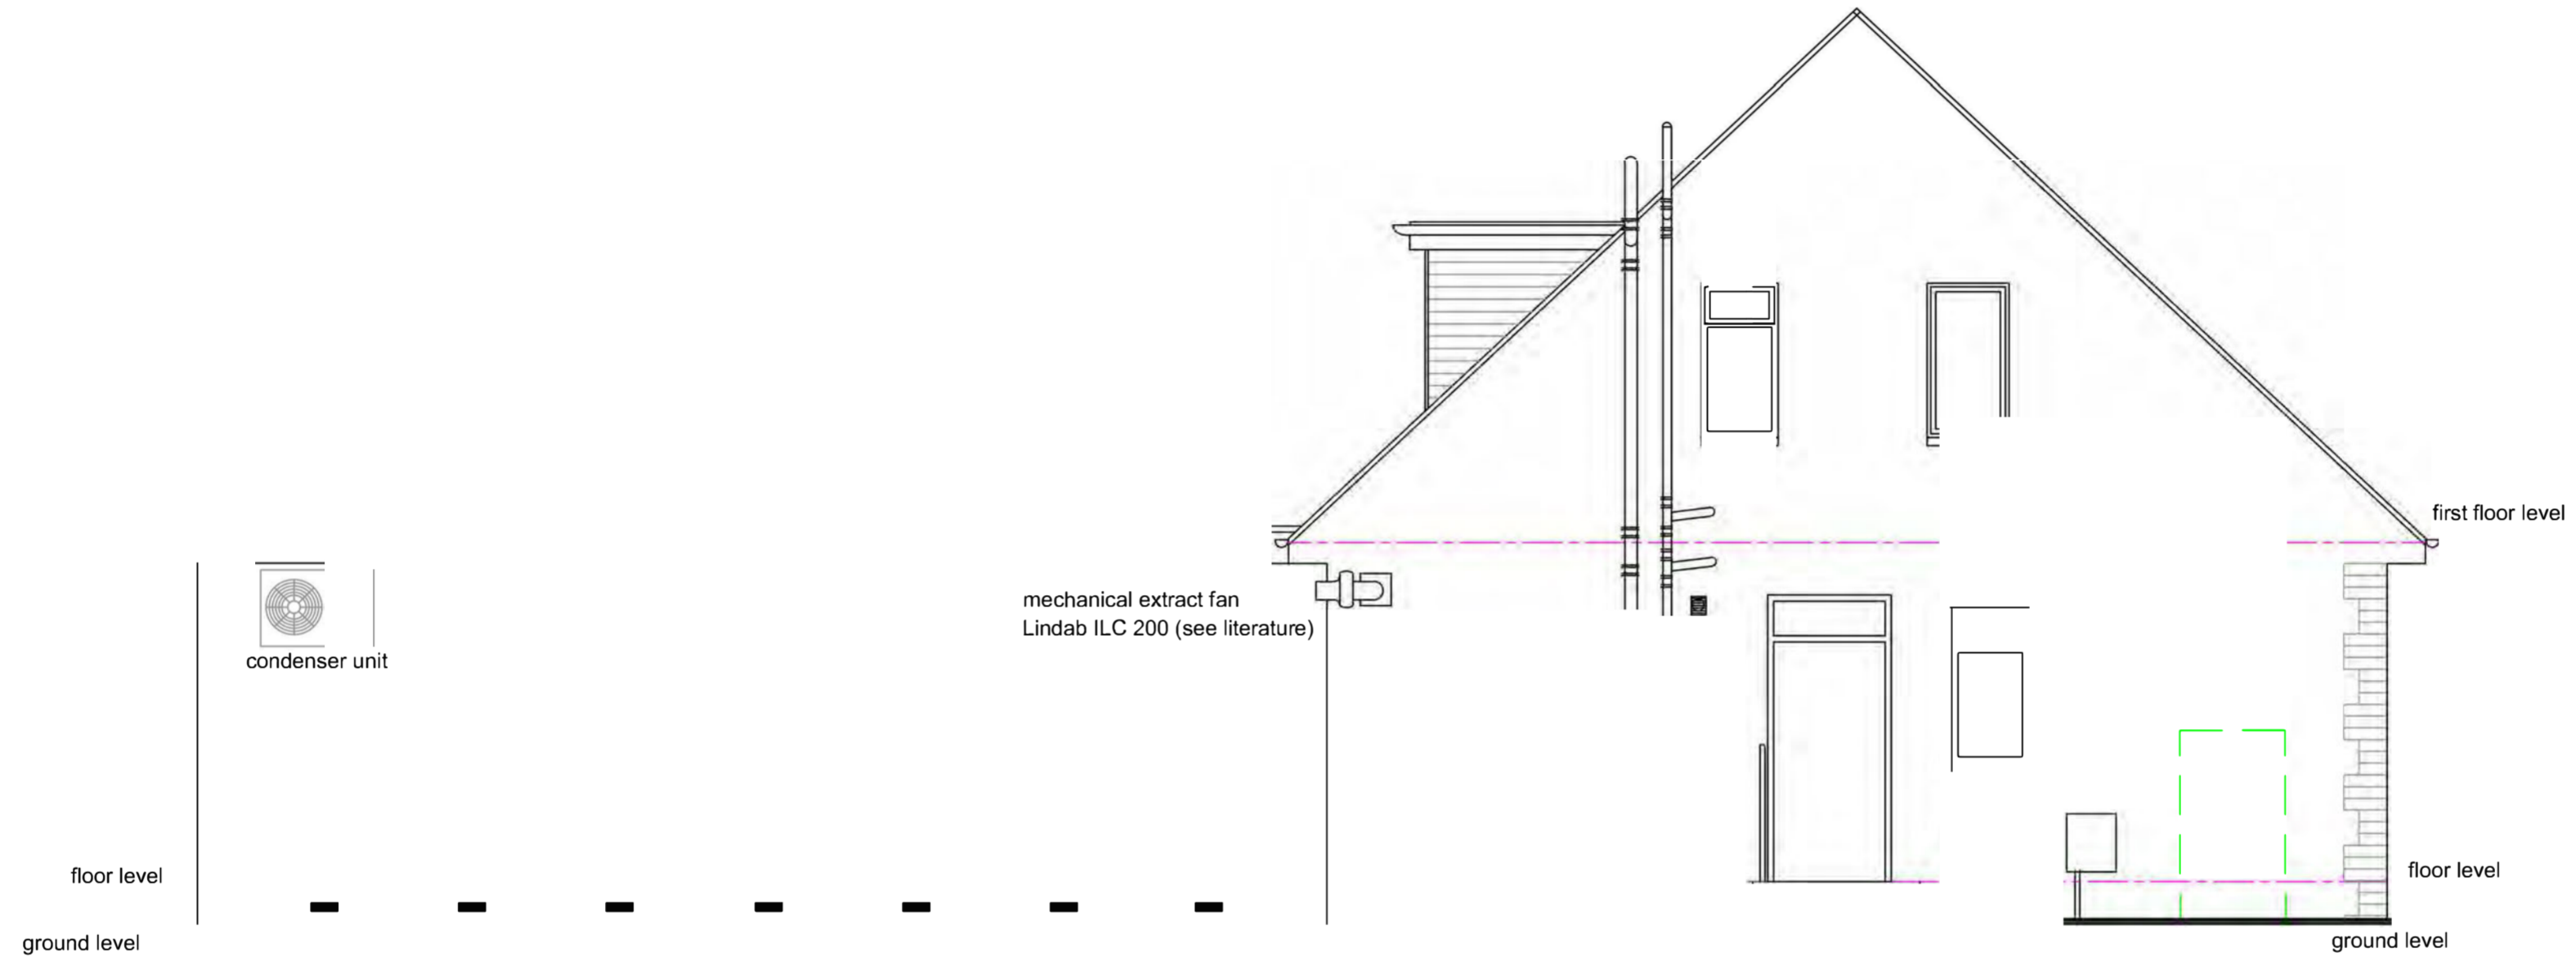 first floor level
mechanical extract fan
Lindab ILC 200 (see literature)
condenser unit
floor level
floor level
ground level
ground level